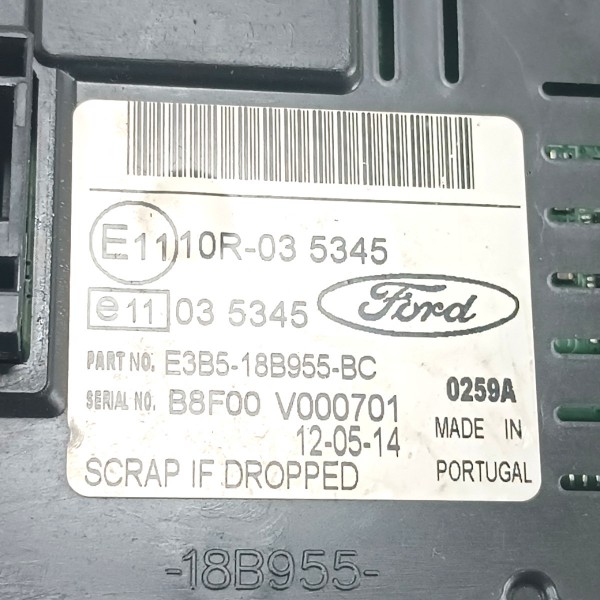 E11 10R-03 5345
e 11 03 5345 Ford
PART NO. E3B5-18B955-BC
SERIAL NO. B8F00 V000701 0259A
12-05-14 MADE IN
SCRAP IF DROPPED PORTUGAL
-18B955-